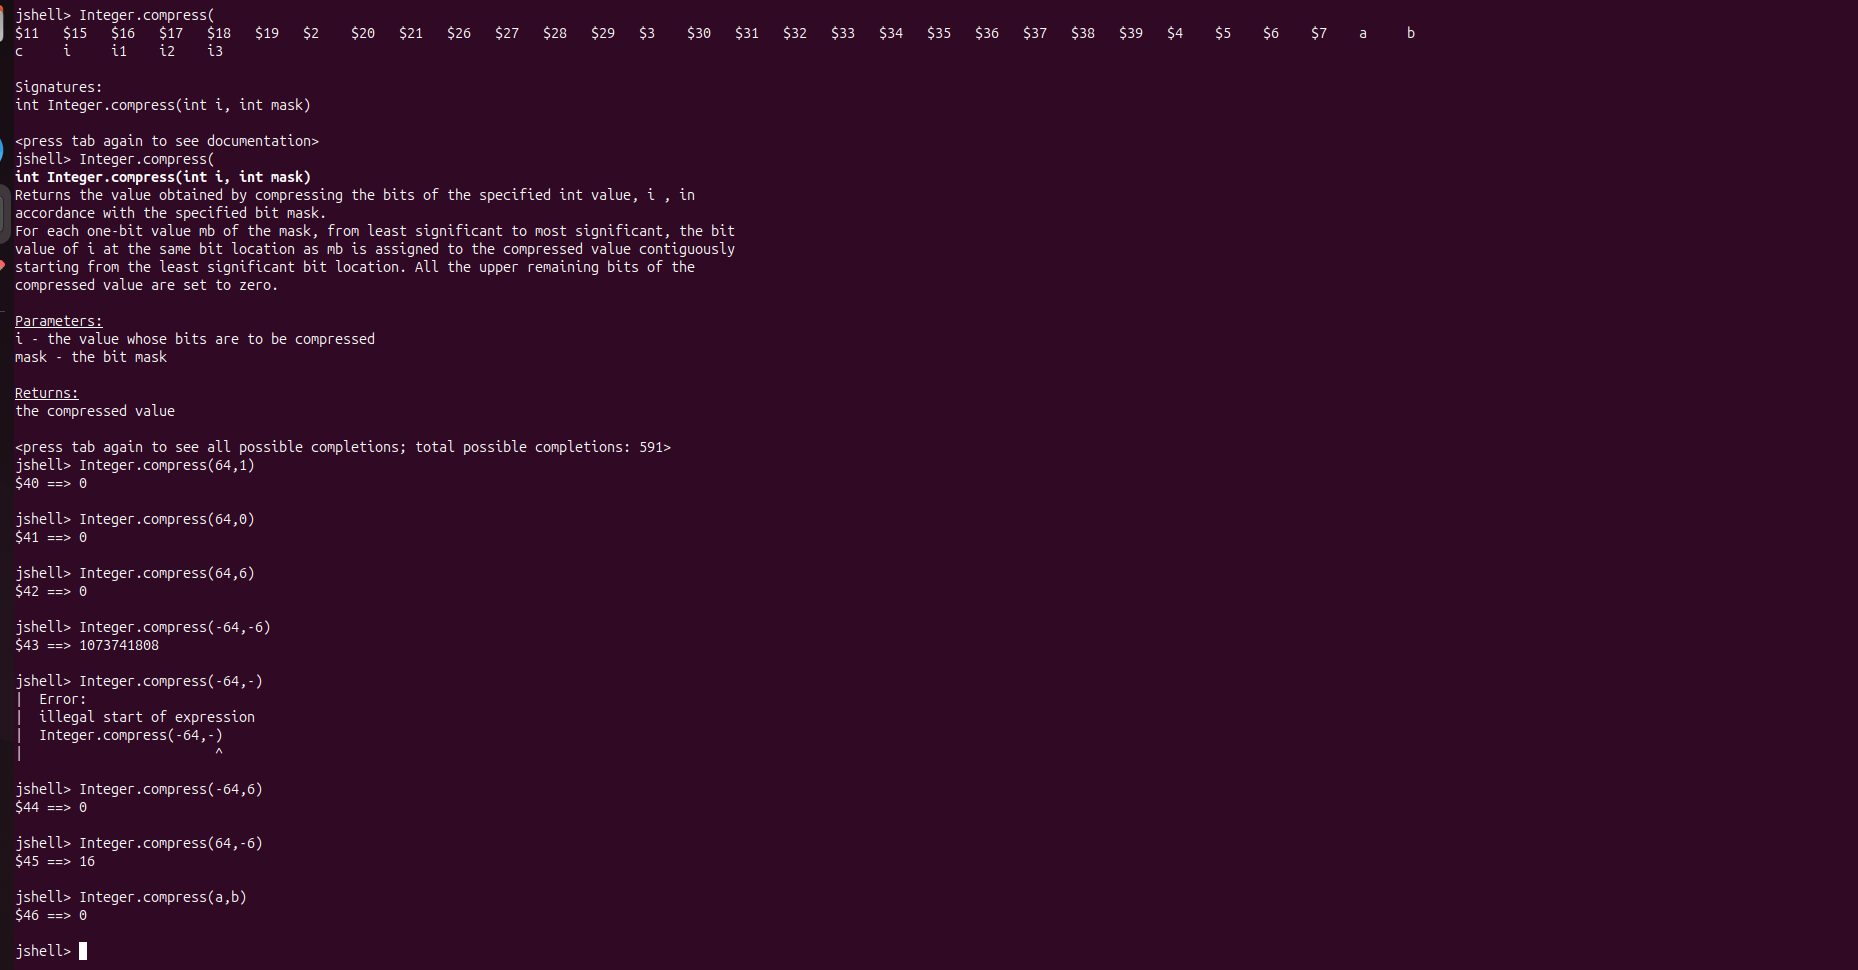 jshell> Integer.compress(
$11   $15   $16   $17   $18   $19   $2    $20   $21   $26   $27   $28   $29   $3    $30   $31   $32   $33   $34   $35   $36   $37   $38   $39   $4    $5    $6    $7    a     b
c     i     i1    i2    i3
Signatures:
int Integer.compress(int i, int mask)
<press tab again to see documentation>
jshell> Integer.compress(
int Integer.compress(int i, int mask)
Returns the value obtained by compressing the bits of the specified int value, i , in
accordance with the specified bit mask.
For each one-bit value mb of the mask, from least significant to most significant, the bit
value of i at the same bit location as mb is assigned to the compressed value contiguously
starting from the least significant bit location. All the upper remaining bits of the
compressed value are set to zero.
Parameters:
i - the value whose bits are to be compressed
mask - the bit mask
Returns:
the compressed value
<press tab again to see all possible completions; total possible completions: 591>
jshell> Integer.compress(64,1)
$40 ==> 0
jshell> Integer.compress(64,0)
$41 ==> 0
jshell> Integer.compress(64,6)
$42 ==> 0
jshell> Integer.compress(-64,-6)
$43 ==> 1073741808
jshell> Integer.compress(-64,-)
|  Error:
|  illegal start of expression
|  Integer.compress(-64,-)
|                        ^
jshell> Integer.compress(-64,6)
$44 ==> 0
jshell> Integer.compress(64,-6)
$45 ==> 16
jshell> Integer.compress(a,b)
$46 ==> 0
jshell>